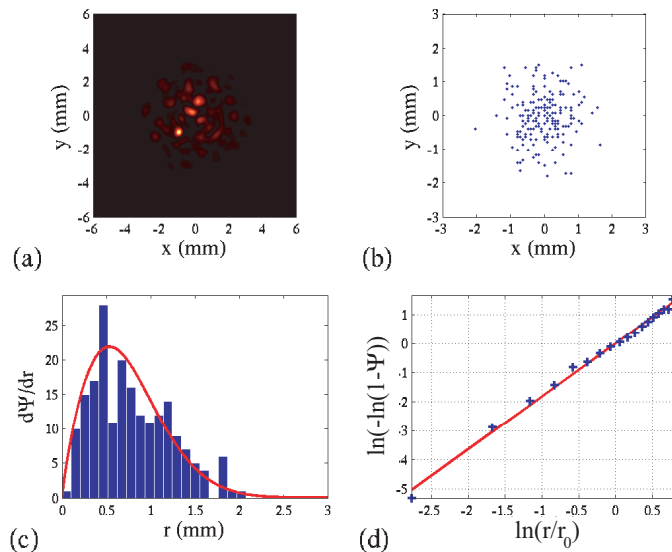 6
4
2
0
-2
-4
-6
y (mm)
-6 -4 -2 0 2 4 6
x (mm)
(a)
3
2
1
0
-1
-2
-3
y (mm)
-3 -2 -1 0 1 2 3
x (mm)
(b)
25
20
15
10
5
0
dΨ/dr
0 0.5 1 1.5 2 2.5 3
r (mm)
(c)
1
0
-1
-2
-3
-4
-5
ln(-ln(1-Ψ))
-2.5 -2 -1.5 -1 -0.5 0 0.5
ln(r/r₀)
(d)